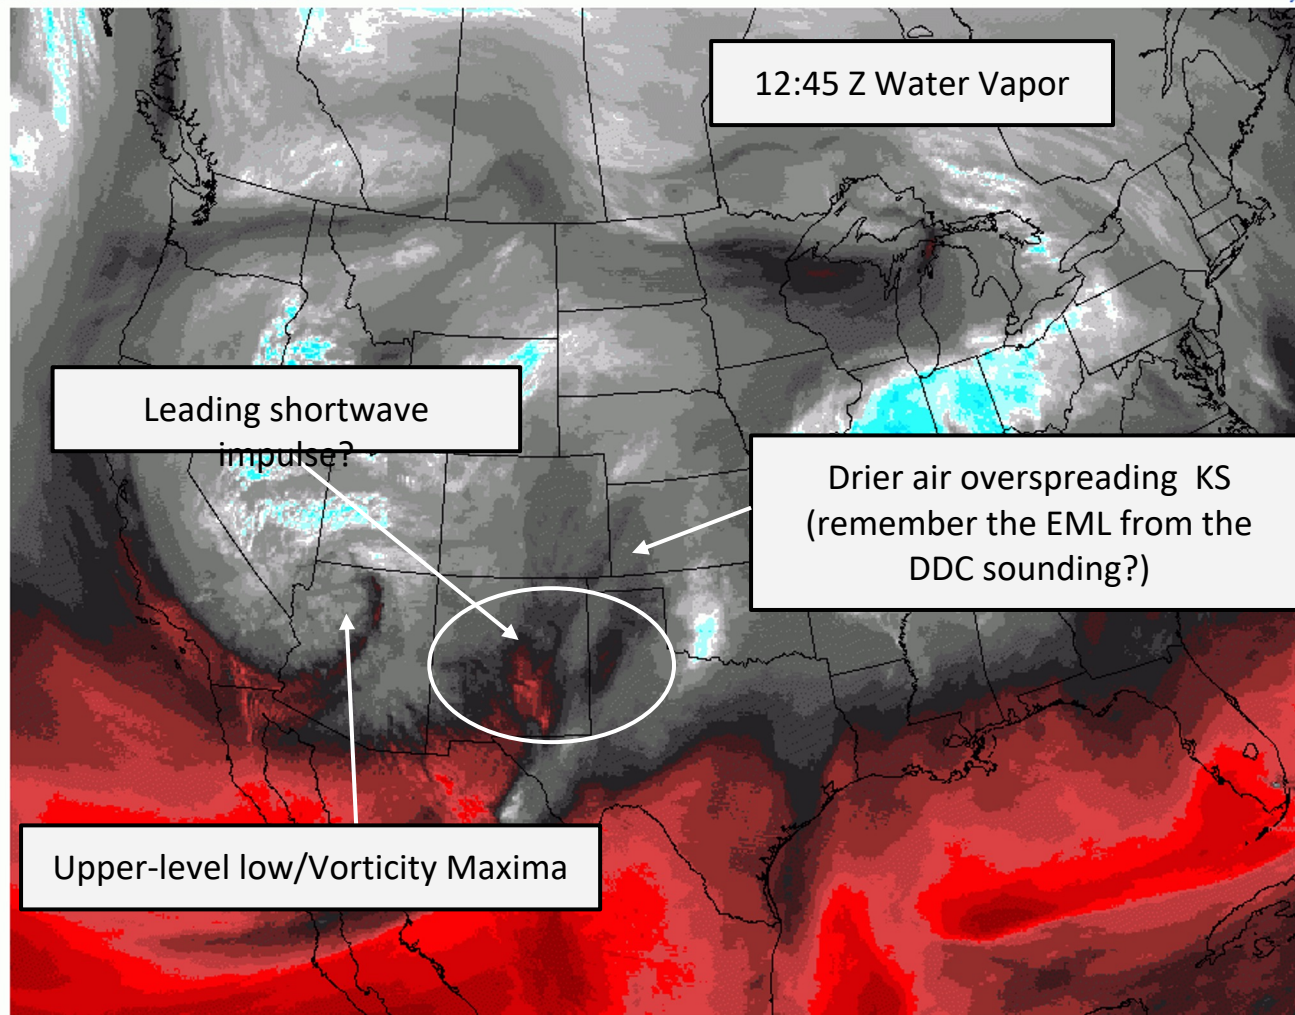 12:45 Z Water Vapor
Leading shortwave
impulse?
Drier air overspreading  KS
(remember the EML from the
DDC sounding?)
Upper-level low/Vorticity Maxima